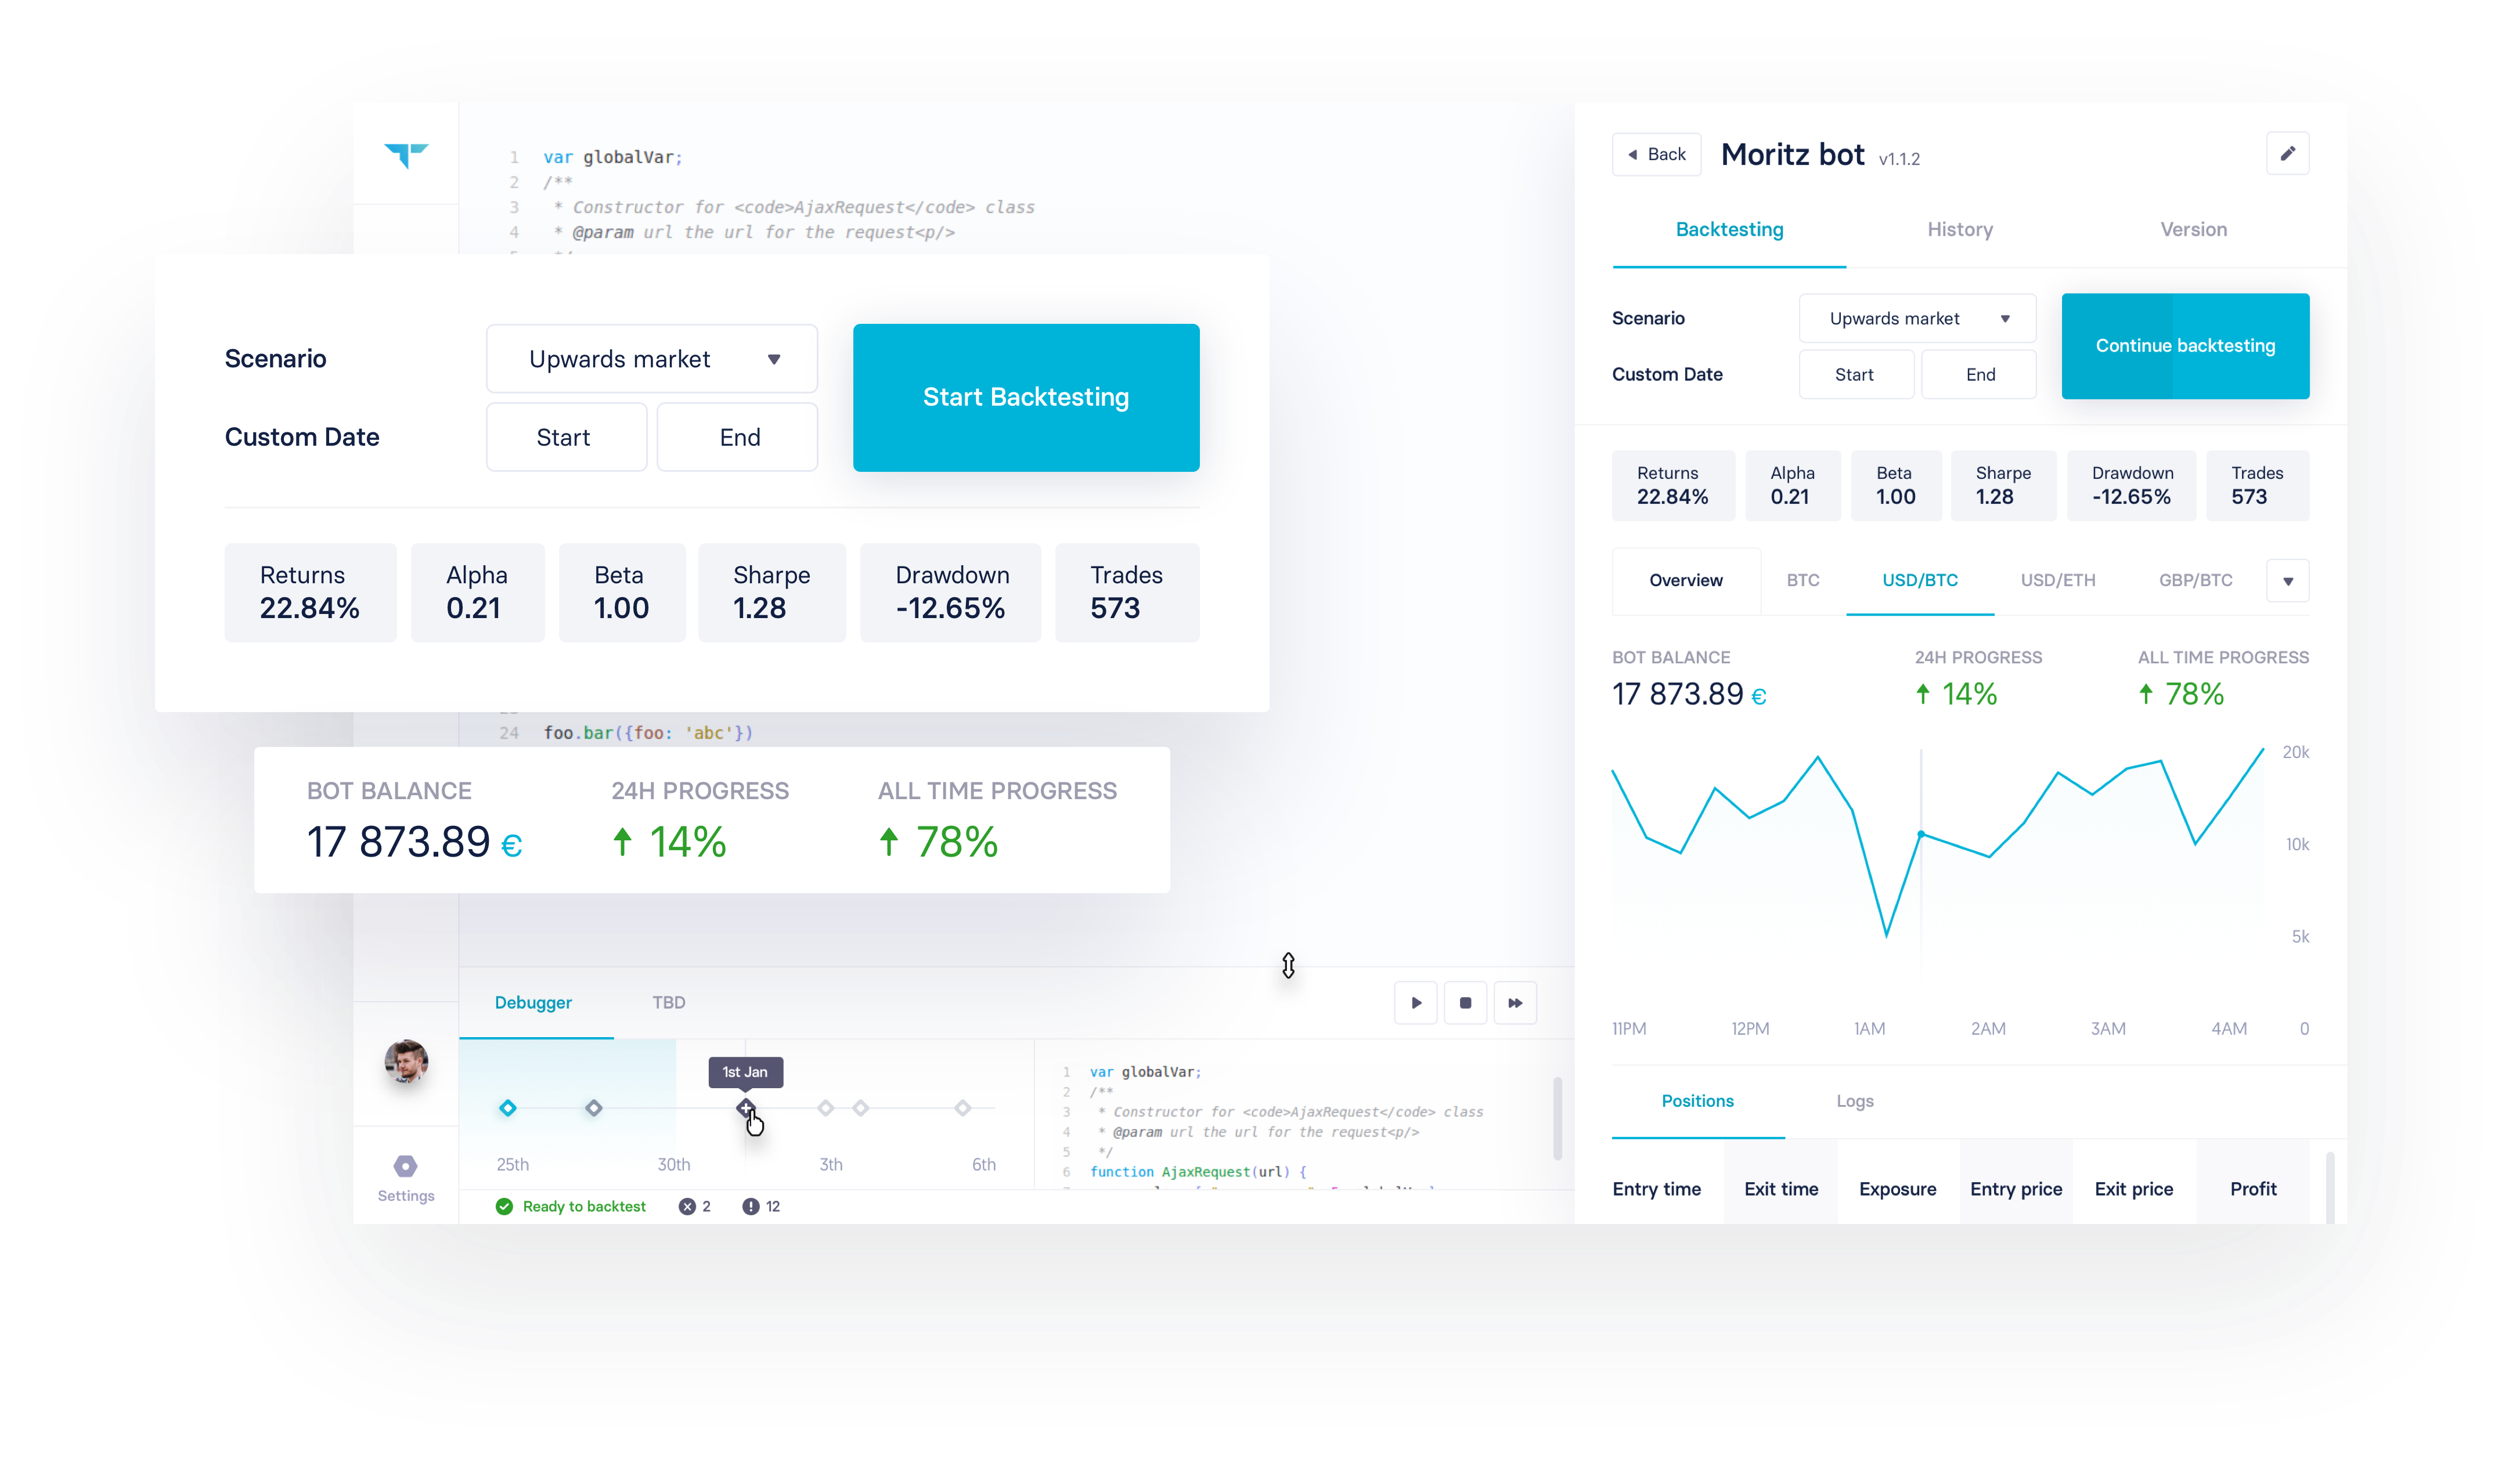 1 var globalVar;
2 /**
3 * Constructor for <code>AjaxRequest</code> class
4 * @param url the url for the request<p/>
Scenario
Upwards market
Start Backtesting
Custom Date
Start
End
Returns
22.84%
Alpha
0.21
Beta
1.00
Sharpe
1.28
Drawdown
-12.65%
Trades
573
24 foo.bar({foo: 'abc'})
BOT BALANCE
17 873.89 €
24H PROGRESS
14%
ALL TIME PROGRESS
78%
Debugger
TBD
1st Jan
25th
30th
3th
6th
1 var globalVar;
2 /**
3 * Constructor for <code>AjaxRequest</code> class
4 * @param url the url for the request<p/>
5 */
6 function AjaxRequest(url) {
Settings
Ready to backtest
2
12
Back
Moritz bot v1.1.2
Backtesting
History
Version
Scenario
Upwards market
Continue backtesting
Custom Date
Start
End
Returns
22.84%
Alpha
0.21
Beta
1.00
Sharpe
1.28
Drawdown
-12.65%
Trades
573
Overview
BTC
USD/BTC
USD/ETH
GBP/BTC
BOT BALANCE
17 873.89 €
24H PROGRESS
14%
ALL TIME PROGRESS
78%
20k
10k
5k
11PM
12PM
1AM
2AM
3AM
4AM
0
Positions
Logs
Entry time
Exit time
Exposure
Entry price
Exit price
Profit